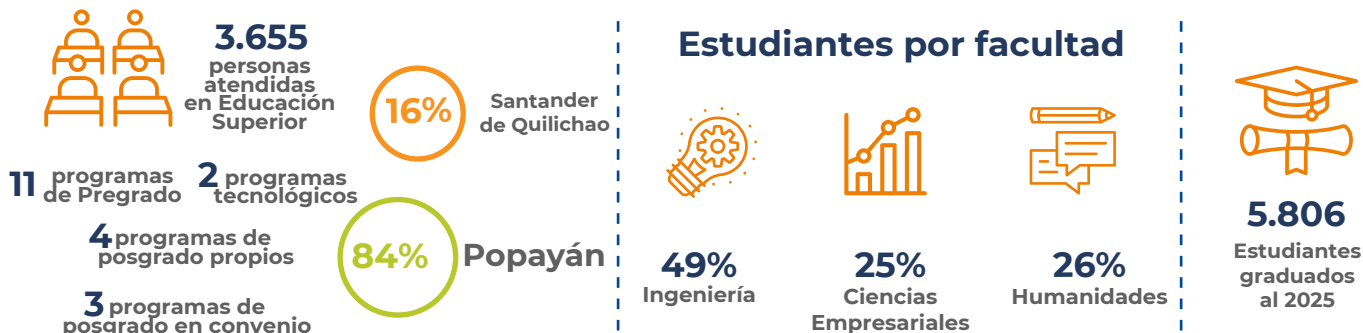 3.655
personas
atendidas
en Educación
Superior
16%
Santander
de Quilichao
11 programas
de Pregrado
2 programas
tecnológicos
4 programas de
posgrado propios
84%
Popayán
3 programas de
posgrado en convenio
Estudiantes por facultad
49%
Ingeniería
25%
Ciencias
Empresariales
26%
Humanidades
5.806
Estudiantes
graduados
al 2025